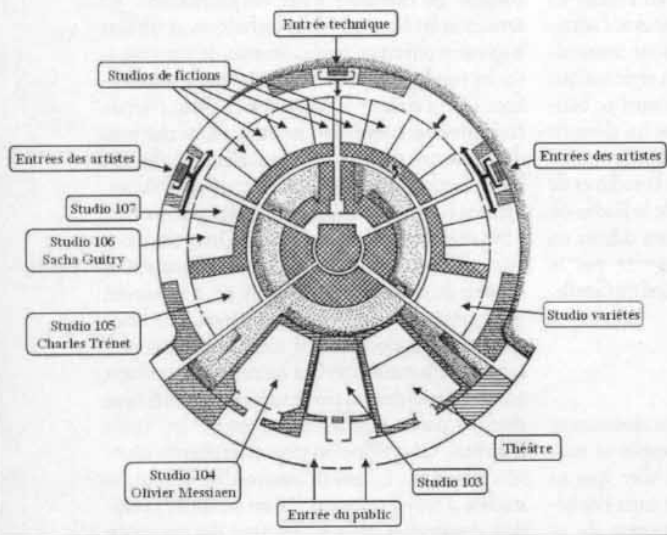 Entrée technique
Studios de fictions
Entrées des artistes
Entrées des artistes
Studio 107
Studio 106
Sacha Guitry
Studio 105
Charles Trénet
Studio variétés
Théâtre
Studio 104
Olivier Messiaen
Studio 103
Entrée du public